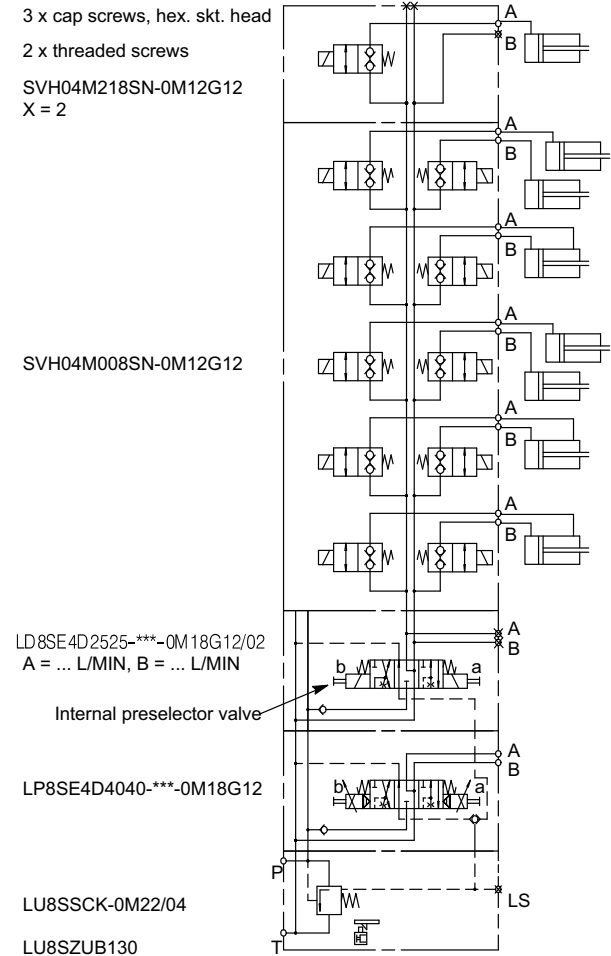 3 x cap screws, hex. skt. head
2 x threaded screws
SVH04M218SN-0M12G12
X = 2
A
B
A
B
A
B
SVH04M008SN-0M12G12
A
B
A
B
A
B
LD8SE4D2525-***-0M18G12/02
A = ... L/MIN, B = ... L/MIN
A
B
b
a
Internal preselector valve
LP8SE4D4040-***-0M18G12
A
B
b
a
P
LU8SSCK-0M22/04
LS
LU8SZUB130
T